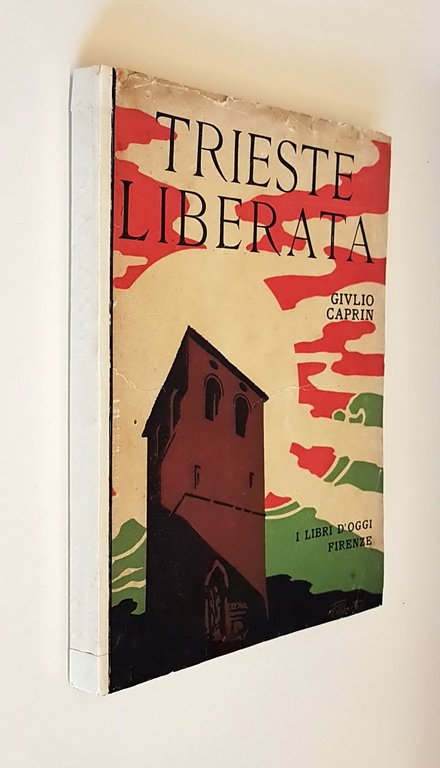 TRIESTE
LIBERATA
GIVLIO
CAPRIN
I LIBRI D'OGGI
FIRENZE